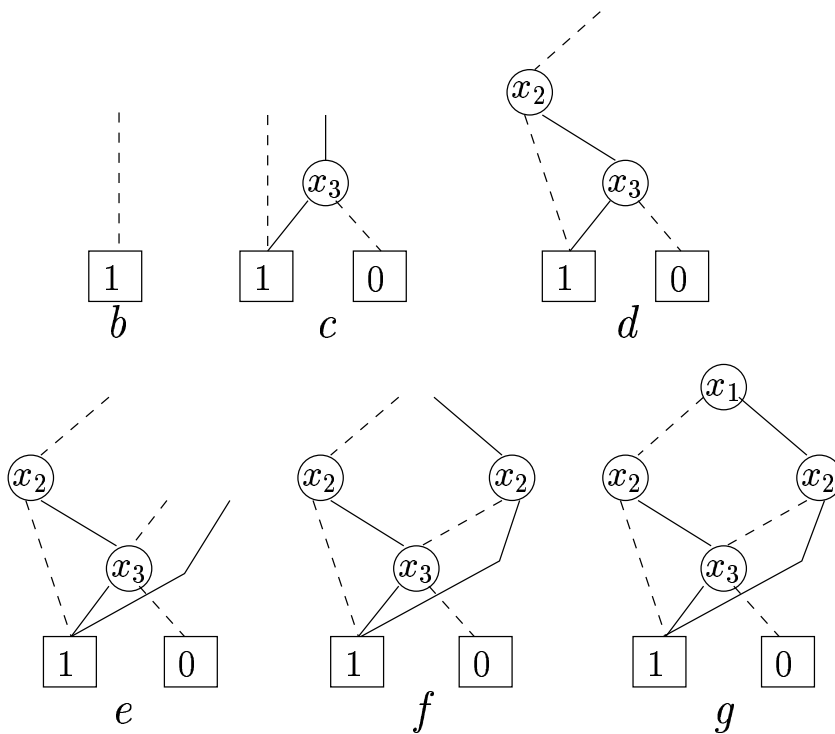 x₂
x₃ x₃
1 1 0 1 0
b c d
x₁
x₂ x₂ x₂ x₂ x₂
x₃ x₃ x₃
1 0 1 0 1 0
e f g